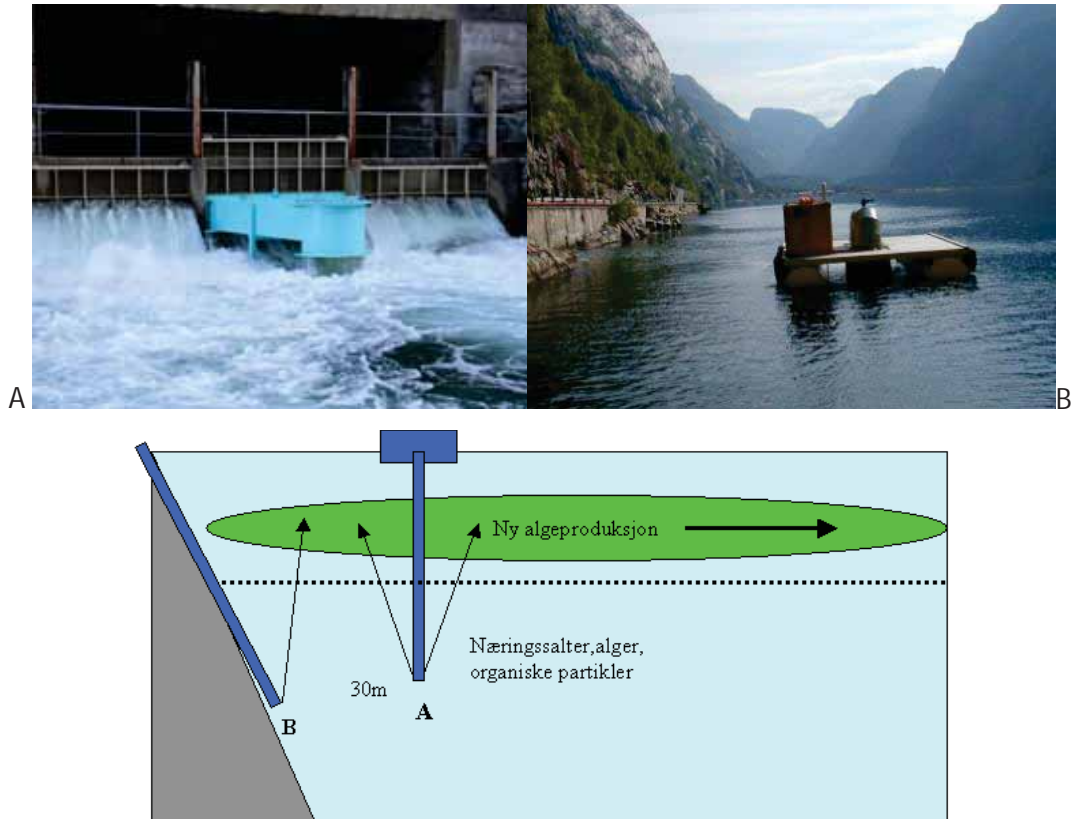 A
B
Ny algeproduksjon
Næringssalter,alger,
organiske partikler
30m
A
B